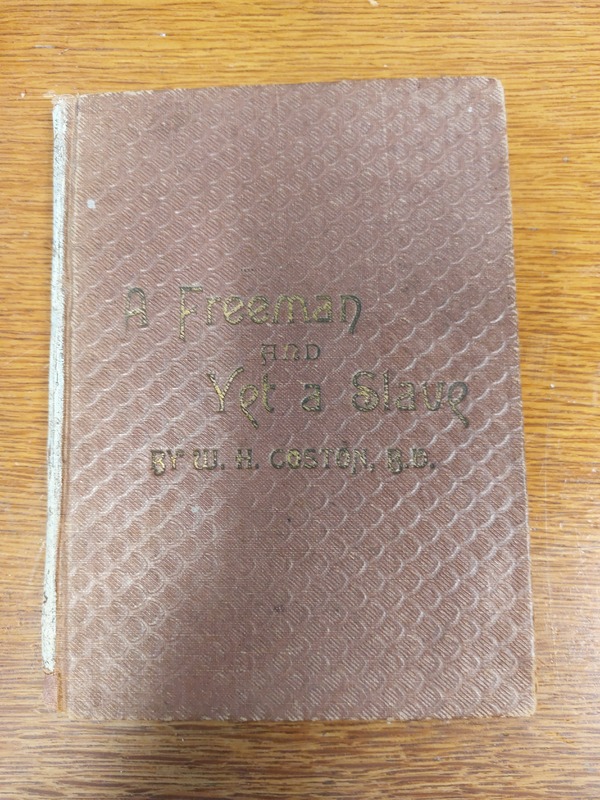 A Freeman
AND
Yet a Slave
BY W. H. COSTON, B.D.